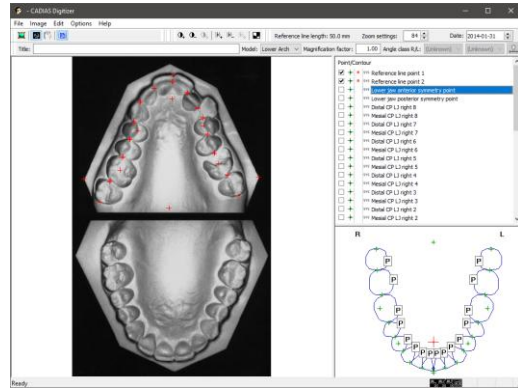 - CADIAS Digitizer
File Image Edit Options Help
Reference line length: 50.0 mm Zoom settings: 84 Date: 2014-01-31
Title: Model: Lower Arch Magnification factor: 1.00 Angle class R/L: (Unknown) (Unknown)
Point/Contour
Reference line point 1
Reference line point 2
Lower jaw anterior symmetry point
Lower jaw posterior symmetry point
Distal CP LJ right 8
Mesial CP LJ right 8
Distal CP LJ right 7
Mesial CP LJ right 7
Distal CP LJ right 6
Mesial CP LJ right 6
Distal CP LJ right 5
Mesial CP LJ right 5
Distal CP LJ right 4
Mesial CP LJ right 4
Distal CP LJ right 3
Mesial CP LJ right 3
Distal CP LJ right 2
Mesial CP LJ right 2
R L
P P
P P
P P
P P
P P
P P P P P P
Ready